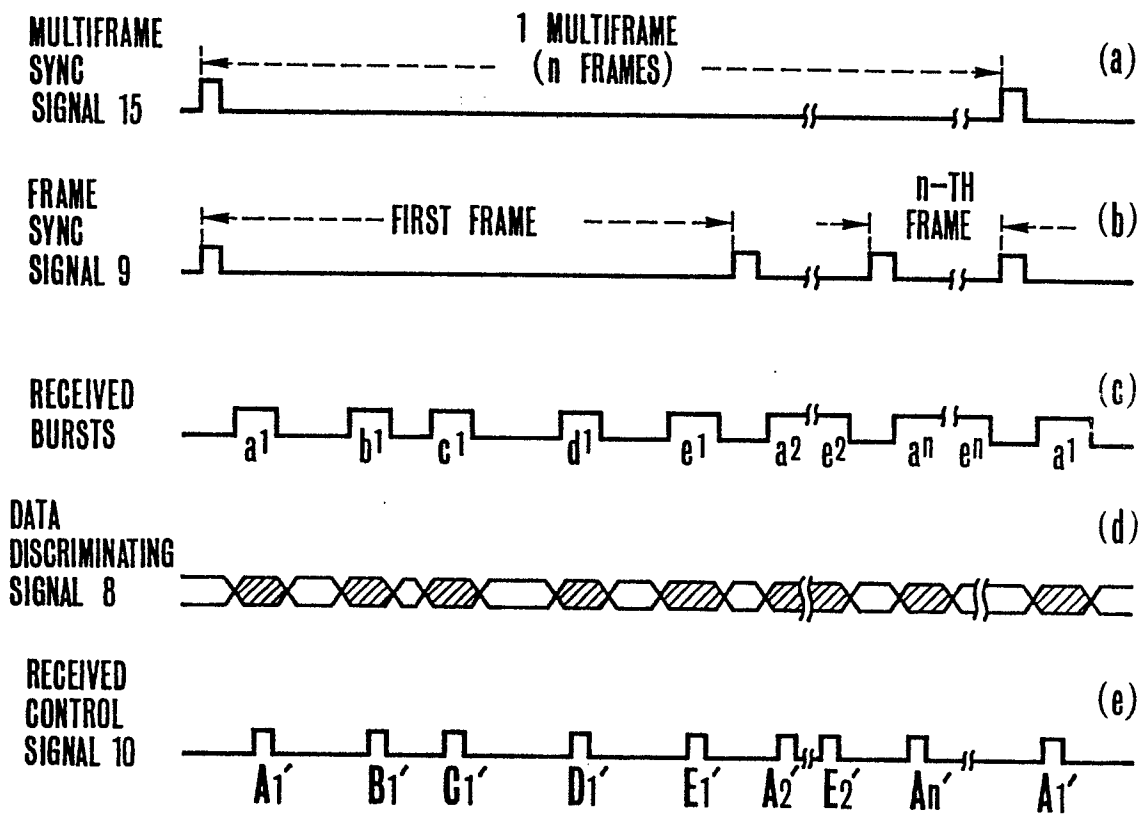 MULTIFRAME
SYNC
SIGNAL 15
1 MULTIFRAME
(n FRAMES)
(a)
FRAME
SYNC
SIGNAL 9
FIRST FRAME
n-TH
FRAME
(b)
RECEIVED
BURSTS
(c)
a1 b1 c1 d1 e1 a2 e2 an en a1
DATA
DISCRIMINATING
SIGNAL 8
(d)
RECEIVED
CONTROL
SIGNAL 10
(e)
A1′ B1′ C1′ D1′ E1′ A2′ E2′ An′ A1′